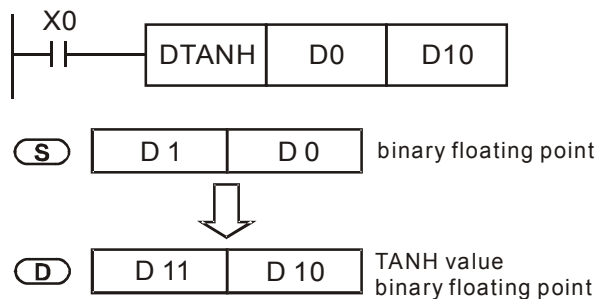 X0
DTANH D0 D10
S D 1 D 0 binary floating point
D D 11 D 10 TANH value
binary floating point